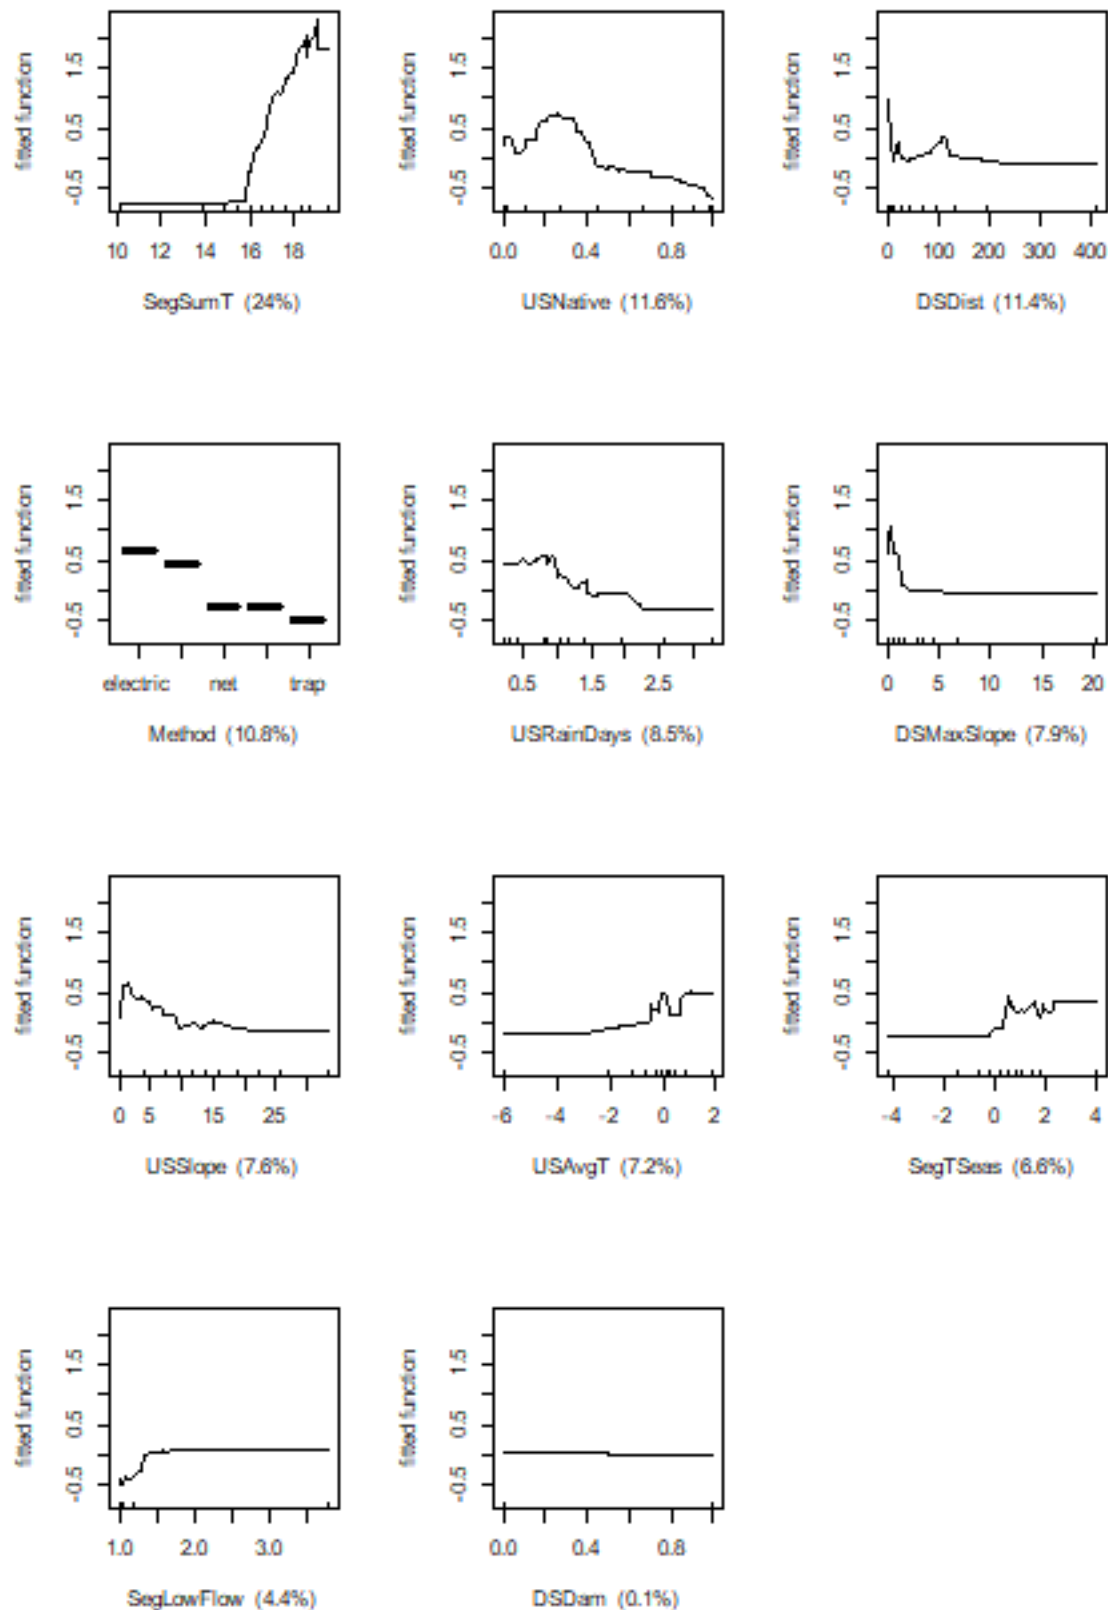 fitted function
-0.5 0.5 1.5
10 12 14 16 18
SegSumT (24%)
fitted function
-0.5 0.5 1.5
0.0 0.4 0.8
USNative (11.6%)
fitted function
-0.5 0.5 1.5
0 100 200 300 400
DSDist (11.4%)
fitted function
-0.5 0.5 1.5
electric net trap
Method (10.8%)
fitted function
-0.5 0.5 1.5
0.5 1.5 2.5
USRainDays (8.5%)
fitted function
-0.5 0.5 1.5
0 5 10 15 20
DSMaxSlope (7.9%)
fitted function
-0.5 0.5 1.5
0 5 15 25
USSlope (7.6%)
fitted function
-0.5 0.5 1.5
-6 -4 -2 0 2
USAvgT (7.2%)
fitted function
-0.5 0.5 1.5
-4 -2 0 2 4
SegTSeas (6.6%)
fitted function
-0.5 0.5 1.5
1.0 2.0 3.0
SegLowFlow (4.4%)
fitted function
-0.5 0.5 1.5
0.0 0.4 0.8
DSDam (0.1%)